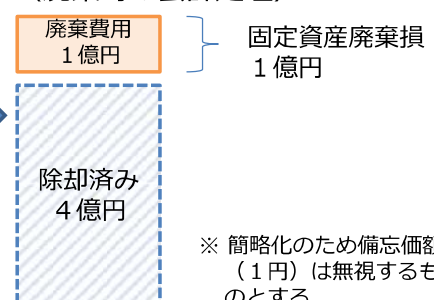 廃棄費用
１億円
固定資産廃棄損
１億円
除却済み
４億円
※ 簡略化のため備忘価額
（１円）は無視するも
のとする